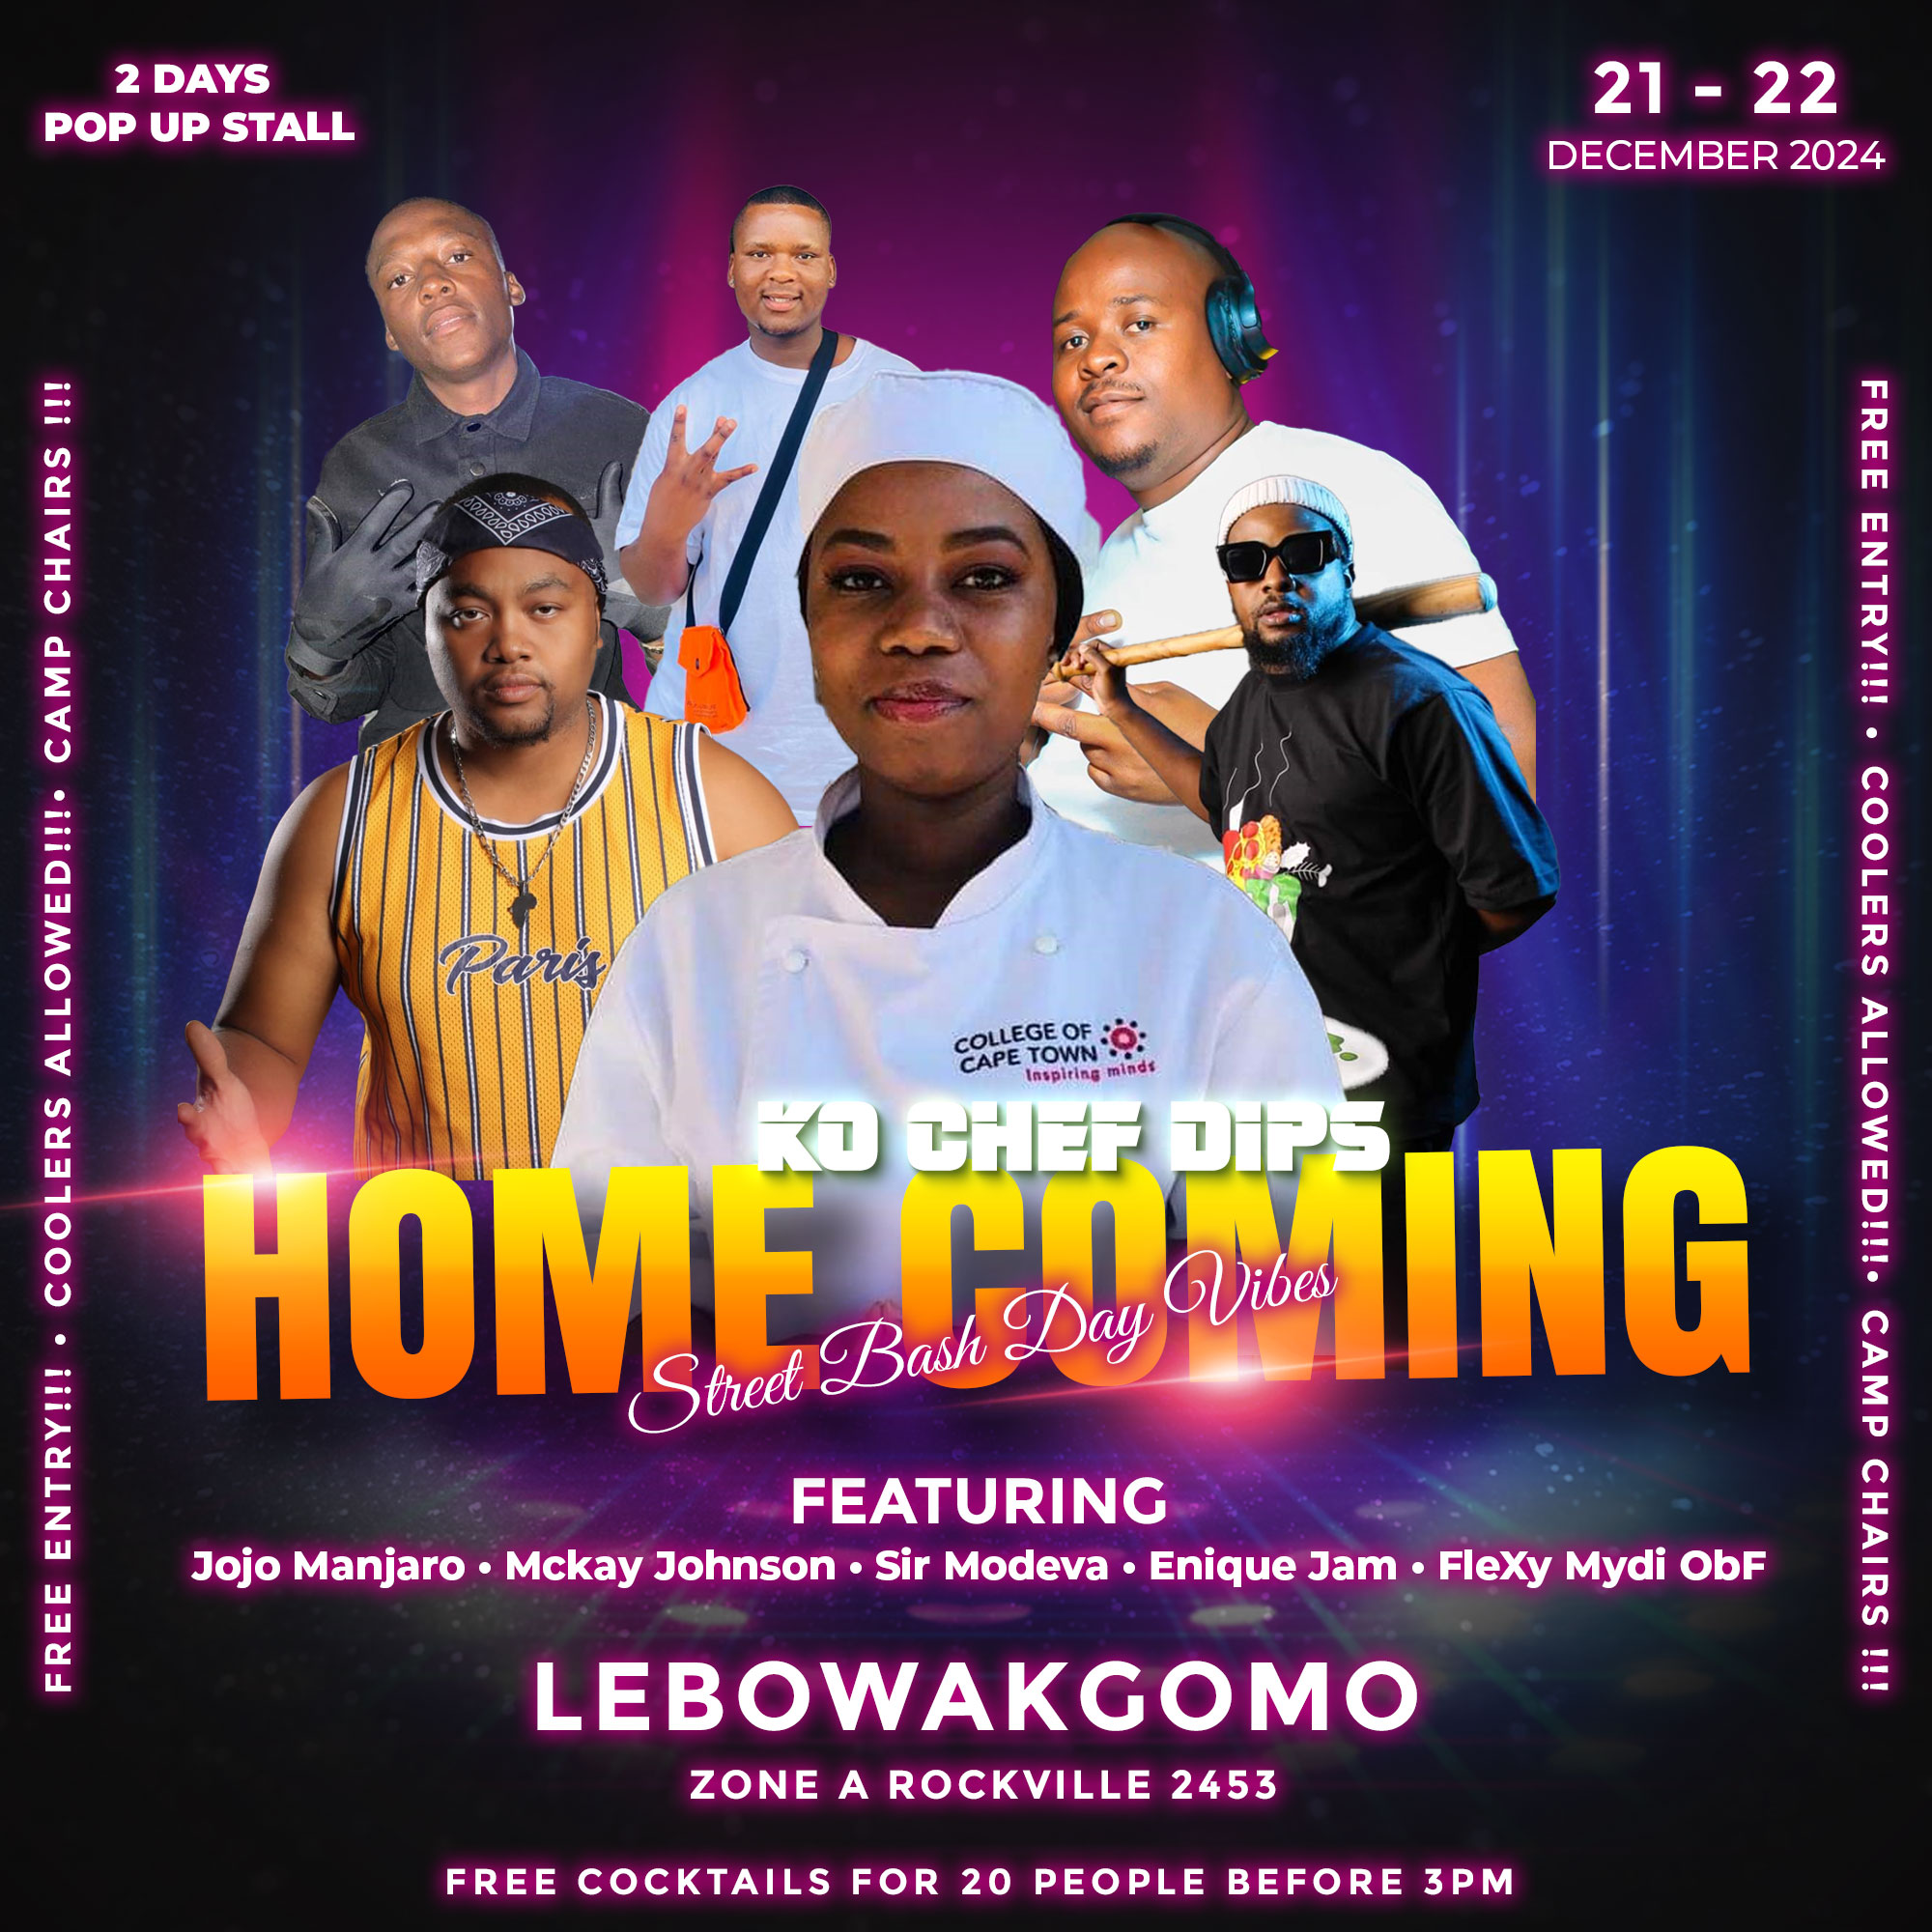 2 DAYS
POP UP STALL
21 - 22
DECEMBER 2024
FREE ENTRY!!! • COOLERS ALLOWED!!!• CAMP CHAIRS !!!
FREE ENTRY!!! • COOLERS ALLOWED!!!• CAMP CHAIRS !!!
Paris
COLLEGE OF
CAPE TOWN
Inspiring minds
KO CHEF DIPS
HOME COMING
Street Bash Day Vibes
FEATURING
Jojo Manjaro • Mckay Johnson • Sir Modeva • Enique Jam • FleXy Mydi ObF
LEBOWAKGOMO
ZONE A ROCKVILLE 2453
FREE COCKTAILS FOR 20 PEOPLE BEFORE 3PM